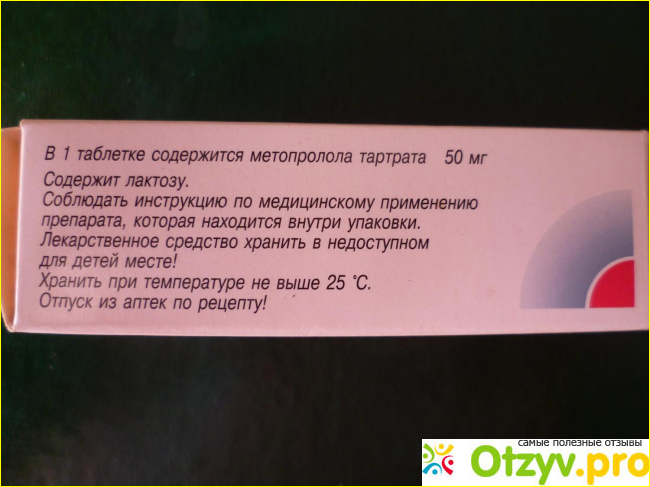 В 1 таблетке содержится метопролола тартрата 50 мг
Содержит лактозу.
Соблюдать инструкцию по медицинскому применению
препарата, которая находится внутри упаковки.
Лекарственное средство хранить в недоступном
для детей месте!
Хранить при температуре не выше 25 °С.
Отпуск из аптек по рецепту!
самые полезные отзывы
Otzyv.pro